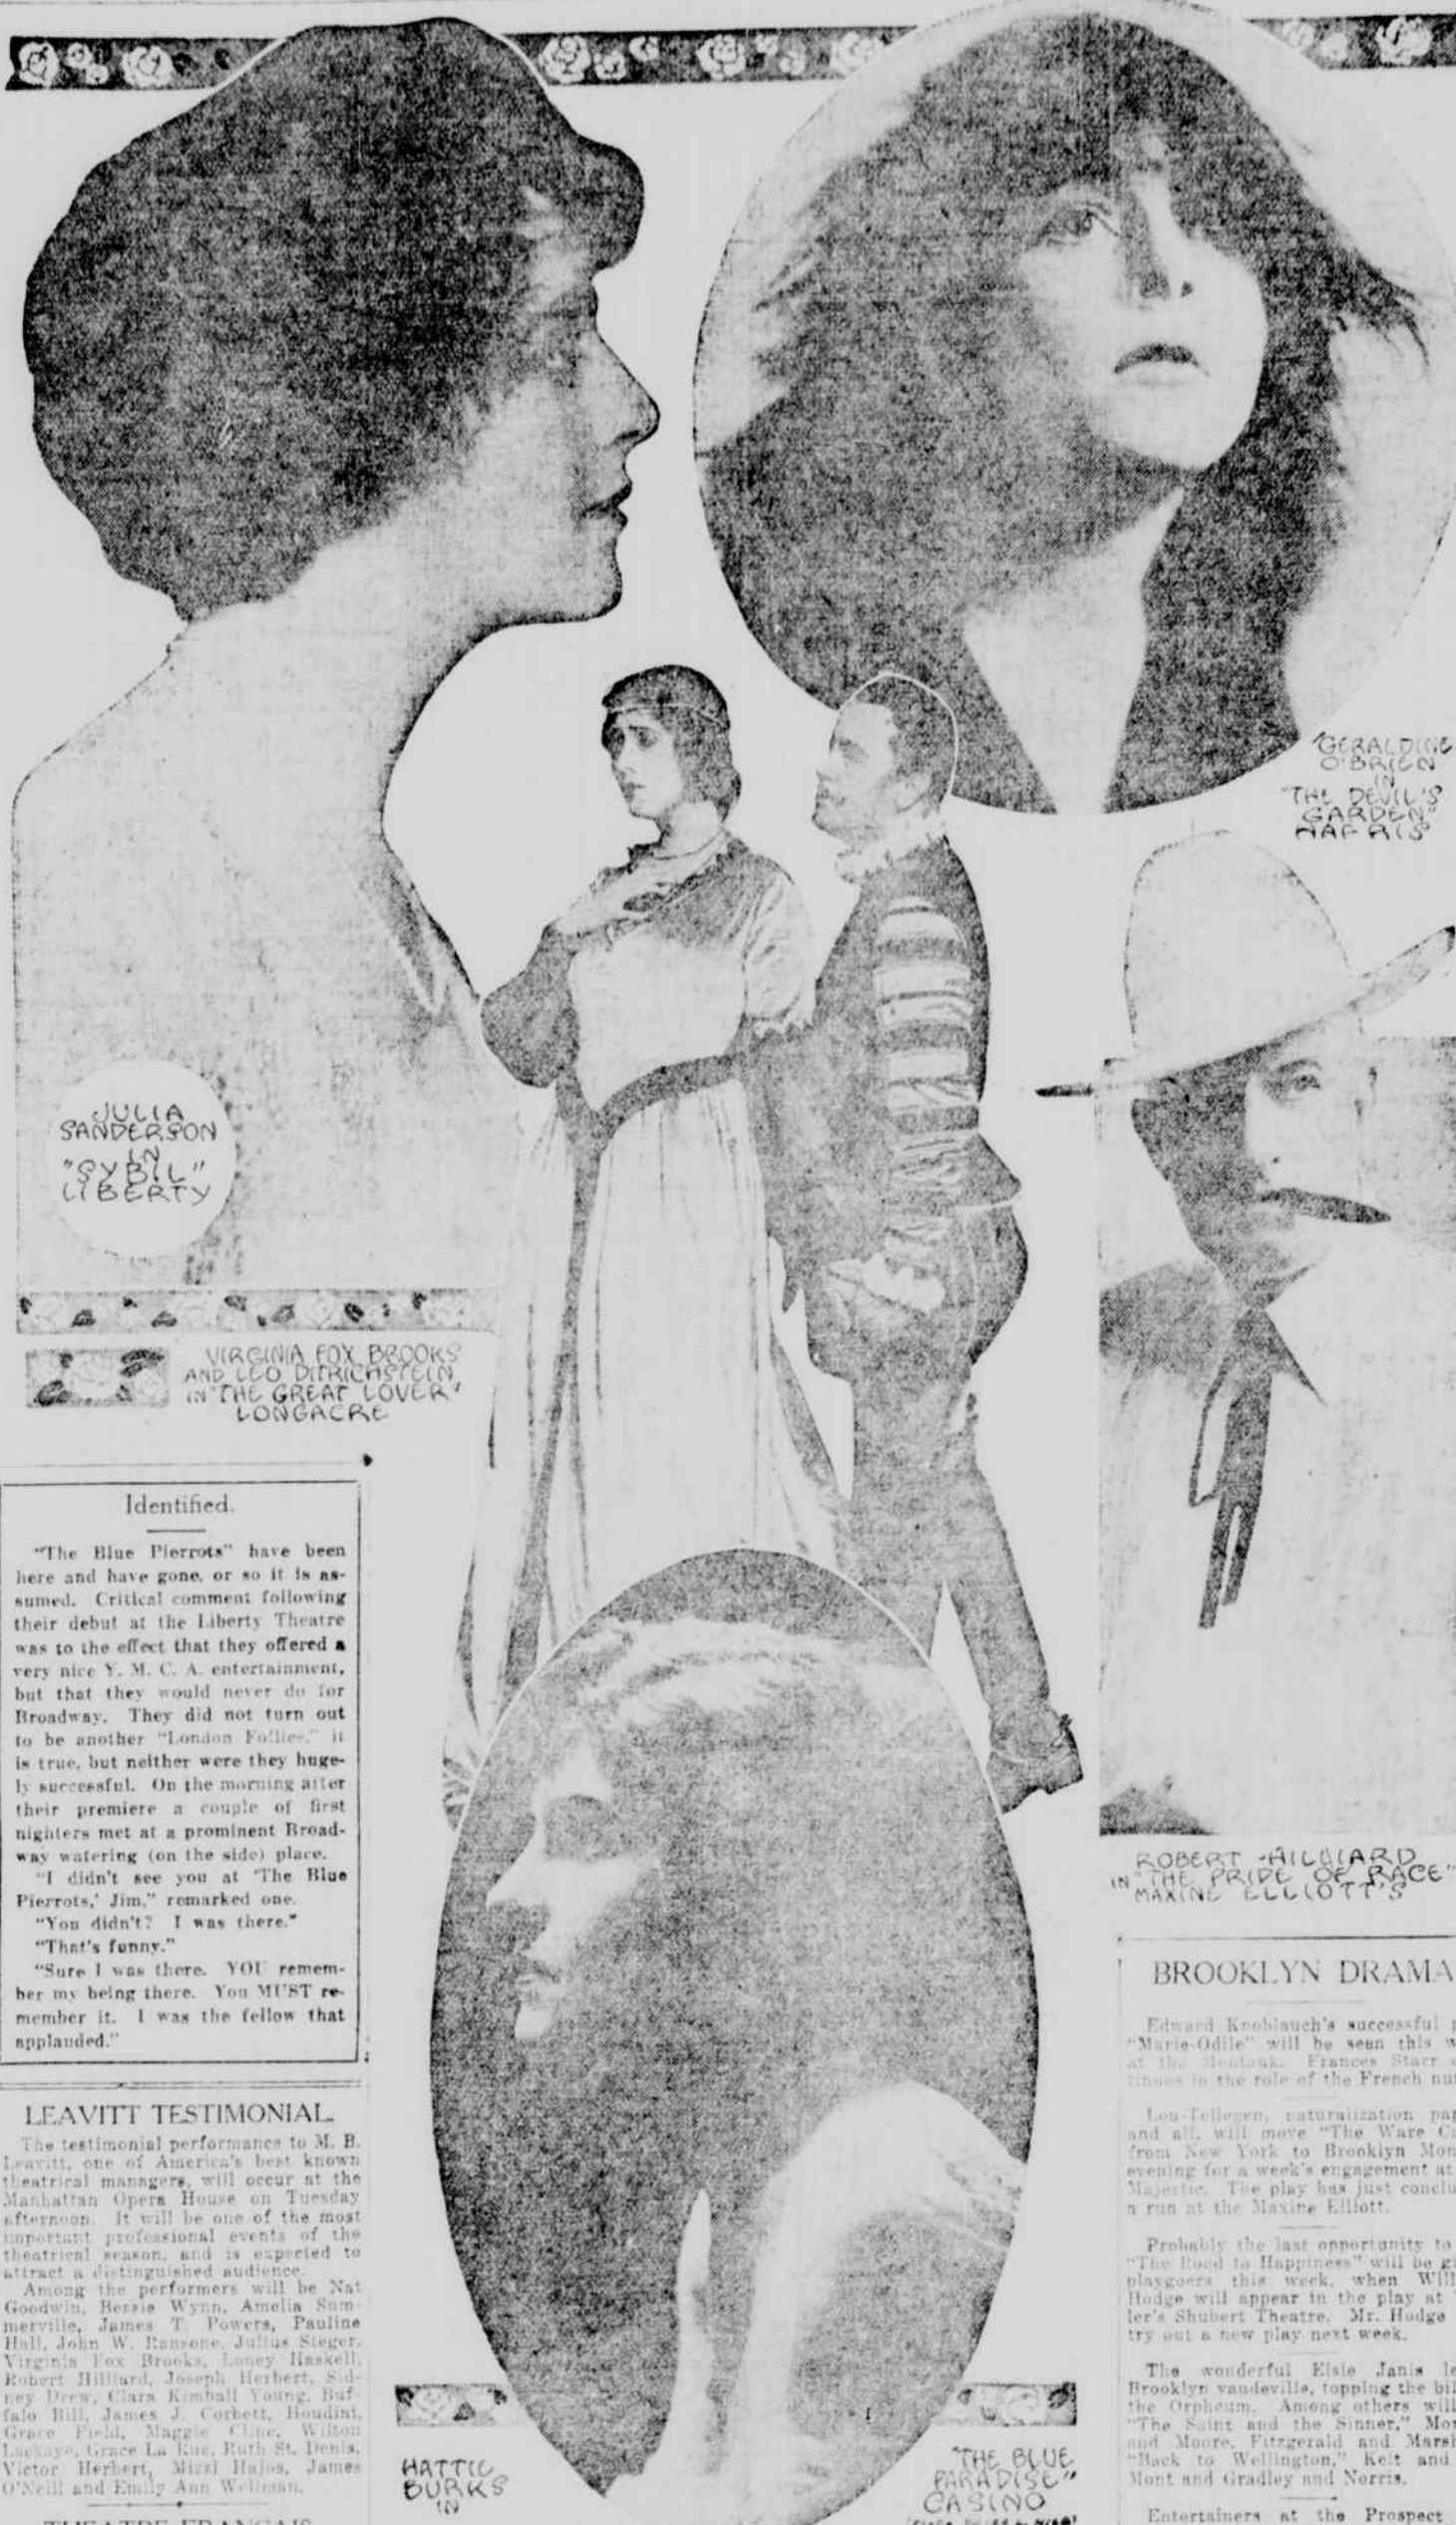 GERALDINE
O'BRIEN
IN
"THE DEVIL'S
GARDEN"
HARRIS
JULIA
SANDERSON
IN
"SYBIL"
LIBERTY
VIRGINIA FOX BROOKS
AND LEO DITRICHSTEIN,
IN "THE GREAT LOVER"
LONGACRE
Identified.
"The Blue Pierrots" have been
here and have gone, or so it is as-
sumed. Critical comment following
their debut at the Liberty Theatre
was to the effect that they offered a
very nice Y. M. C. A. entertainment,
but that they would never do for
Broadway. They did not turn out
to be another "London Follies," it
is true, but neither were they huge-
ly successful. On the morning after
their premiere a couple of first
nighters met at a prominent Broad-
way watering (on the side) place.
"I didn't see you at 'The Blue
Pierrots,' Jim," remarked one.
"You didn't? I was there."
"That's funny."
"Sure I was there. YOU remem-
ber my being there. You MUST re-
member it. I was the fellow that
applauded."
LEAVITT TESTIMONIAL.
The testimonial performance to M. B.
Leavitt, one of America's best known
theatrical managers, will occur at the
Manhattan Opera House on Tuesday
afternoon. It will be one of the most
important professional events of the
theatrical season, and is expected to
attract a distinguished audience.
Among the performers will be Nat
Goodwin, Bessie Wynn, Amelia Sum-
merville, James T. Powers, Pauline
Hall, John W. Ransone, Julius Steger,
Virginia Fox Brooks, Loney Haskell,
Robert Hilliard, Joseph Herbert, Sid-
ney Drew, Clara Kimball Young, Buf-
falo Bill, James J. Corbett, Houdini,
Grace Field, Maggie Cline, Wilton
Lackaye, Grace La Rue, Ruth St. Denis,
Victor Herbert, Mizzi Hajos, James
O'Neill and Emily Ann Wellman.
THEATRE FRANCAIS
HATTIE
BURKS
IN
"THE BLUE
PARADISE"
CASINO
ROBERT HILLIARD
IN "THE PRIDE OF RACE"
MAXINE ELLIOTT'S
BROOKLYN DRAMA
Edward Knoblauch's successful p
"Marie-Odile" will be seen this w
at the Montauk. Frances Starr
tinues in the role of the French nun
Lou-Tellegen, naturalization pap
and all, will move "The Ware Ca
from New York to Brooklyn Mon
evening for a week's engagement at
Majestic. The play has just conclu
a run at the Maxine Elliott.
Probably the last opportunity to
"The Road to Happiness" will be gi
playgoers this week, when Will
Hodge will appear in the play at
ler's Shubert Theatre. Mr. Hodge
try out a new play next week.
The wonderful Elsie Janis le
Brooklyn vaudeville, topping the bil
the Orpheum. Among others will
"The Saint and the Sinner," Mo
and Moore, Fitzgerald and Marsh
"Back to Wellington," Kelt and
Mont and Gradley and Norris.
Entertainers at the Prospect